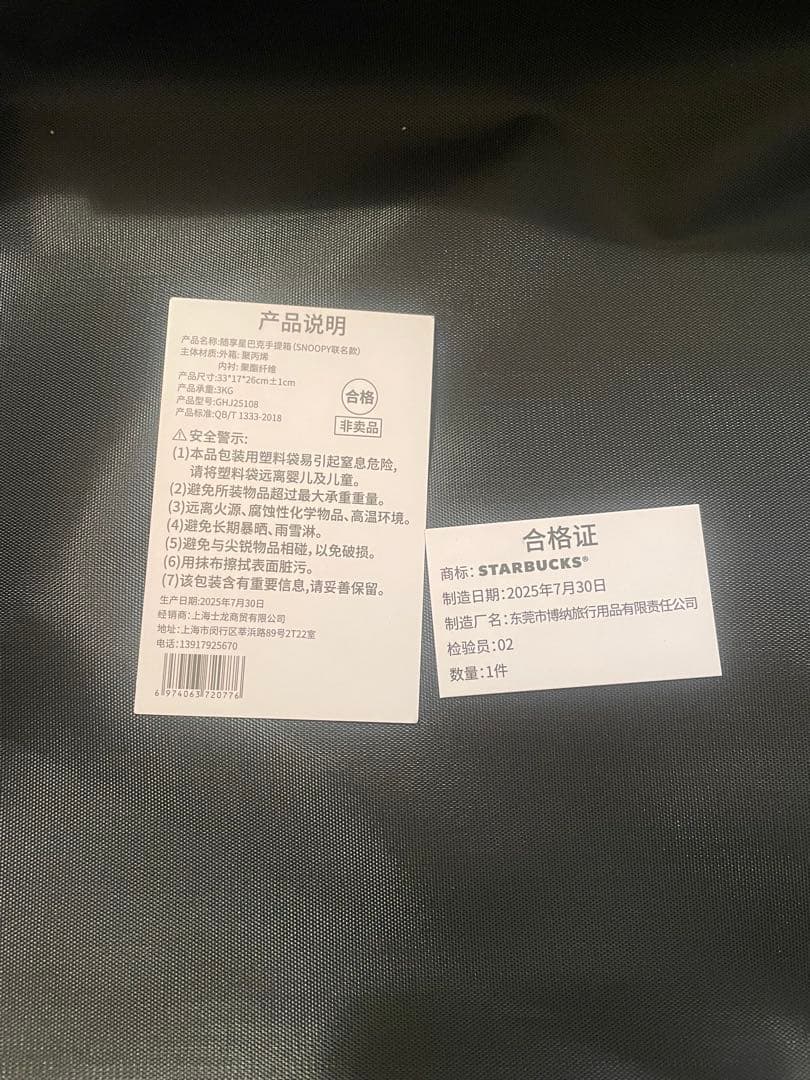 产品说明
产品名称:随享星巴克手提箱(SNOOPY联名款)
主体材质:外箱:聚丙烯
内衬:聚酯纤维
产品尺寸:33*17*26cm±1cm
产品承重:3KG
产品型号:GHJ25108
产品标准:QB/T 1333-2018
合格
非卖品
⚠安全警示:
(1)本品包装用塑料袋易引起窒息危险,
请将塑料袋远离婴儿及儿童。
(2)避免所装物品超过最大承重重量。
(3)远离火源、腐蚀性化学物品、高温环境。
(4)避免长期暴晒、雨雪淋。
(5)避免与尖锐物品相碰,以免破损。
(6)用抹布擦拭表面脏污。
(7)该包装含有重要信息,请妥善保留。
生产日期:2025年7月30日
经销商:上海士龙商贸有限公司
地址:上海市闵行区莘浜路89号2T22室
电话:13917925670
6 974063 720776
合格证
商标:STARBUCKS®
制造日期:2025年7月30日
制造厂名:东莞市博纳旅行用品有限责任公司
检验员:02
数量:1件